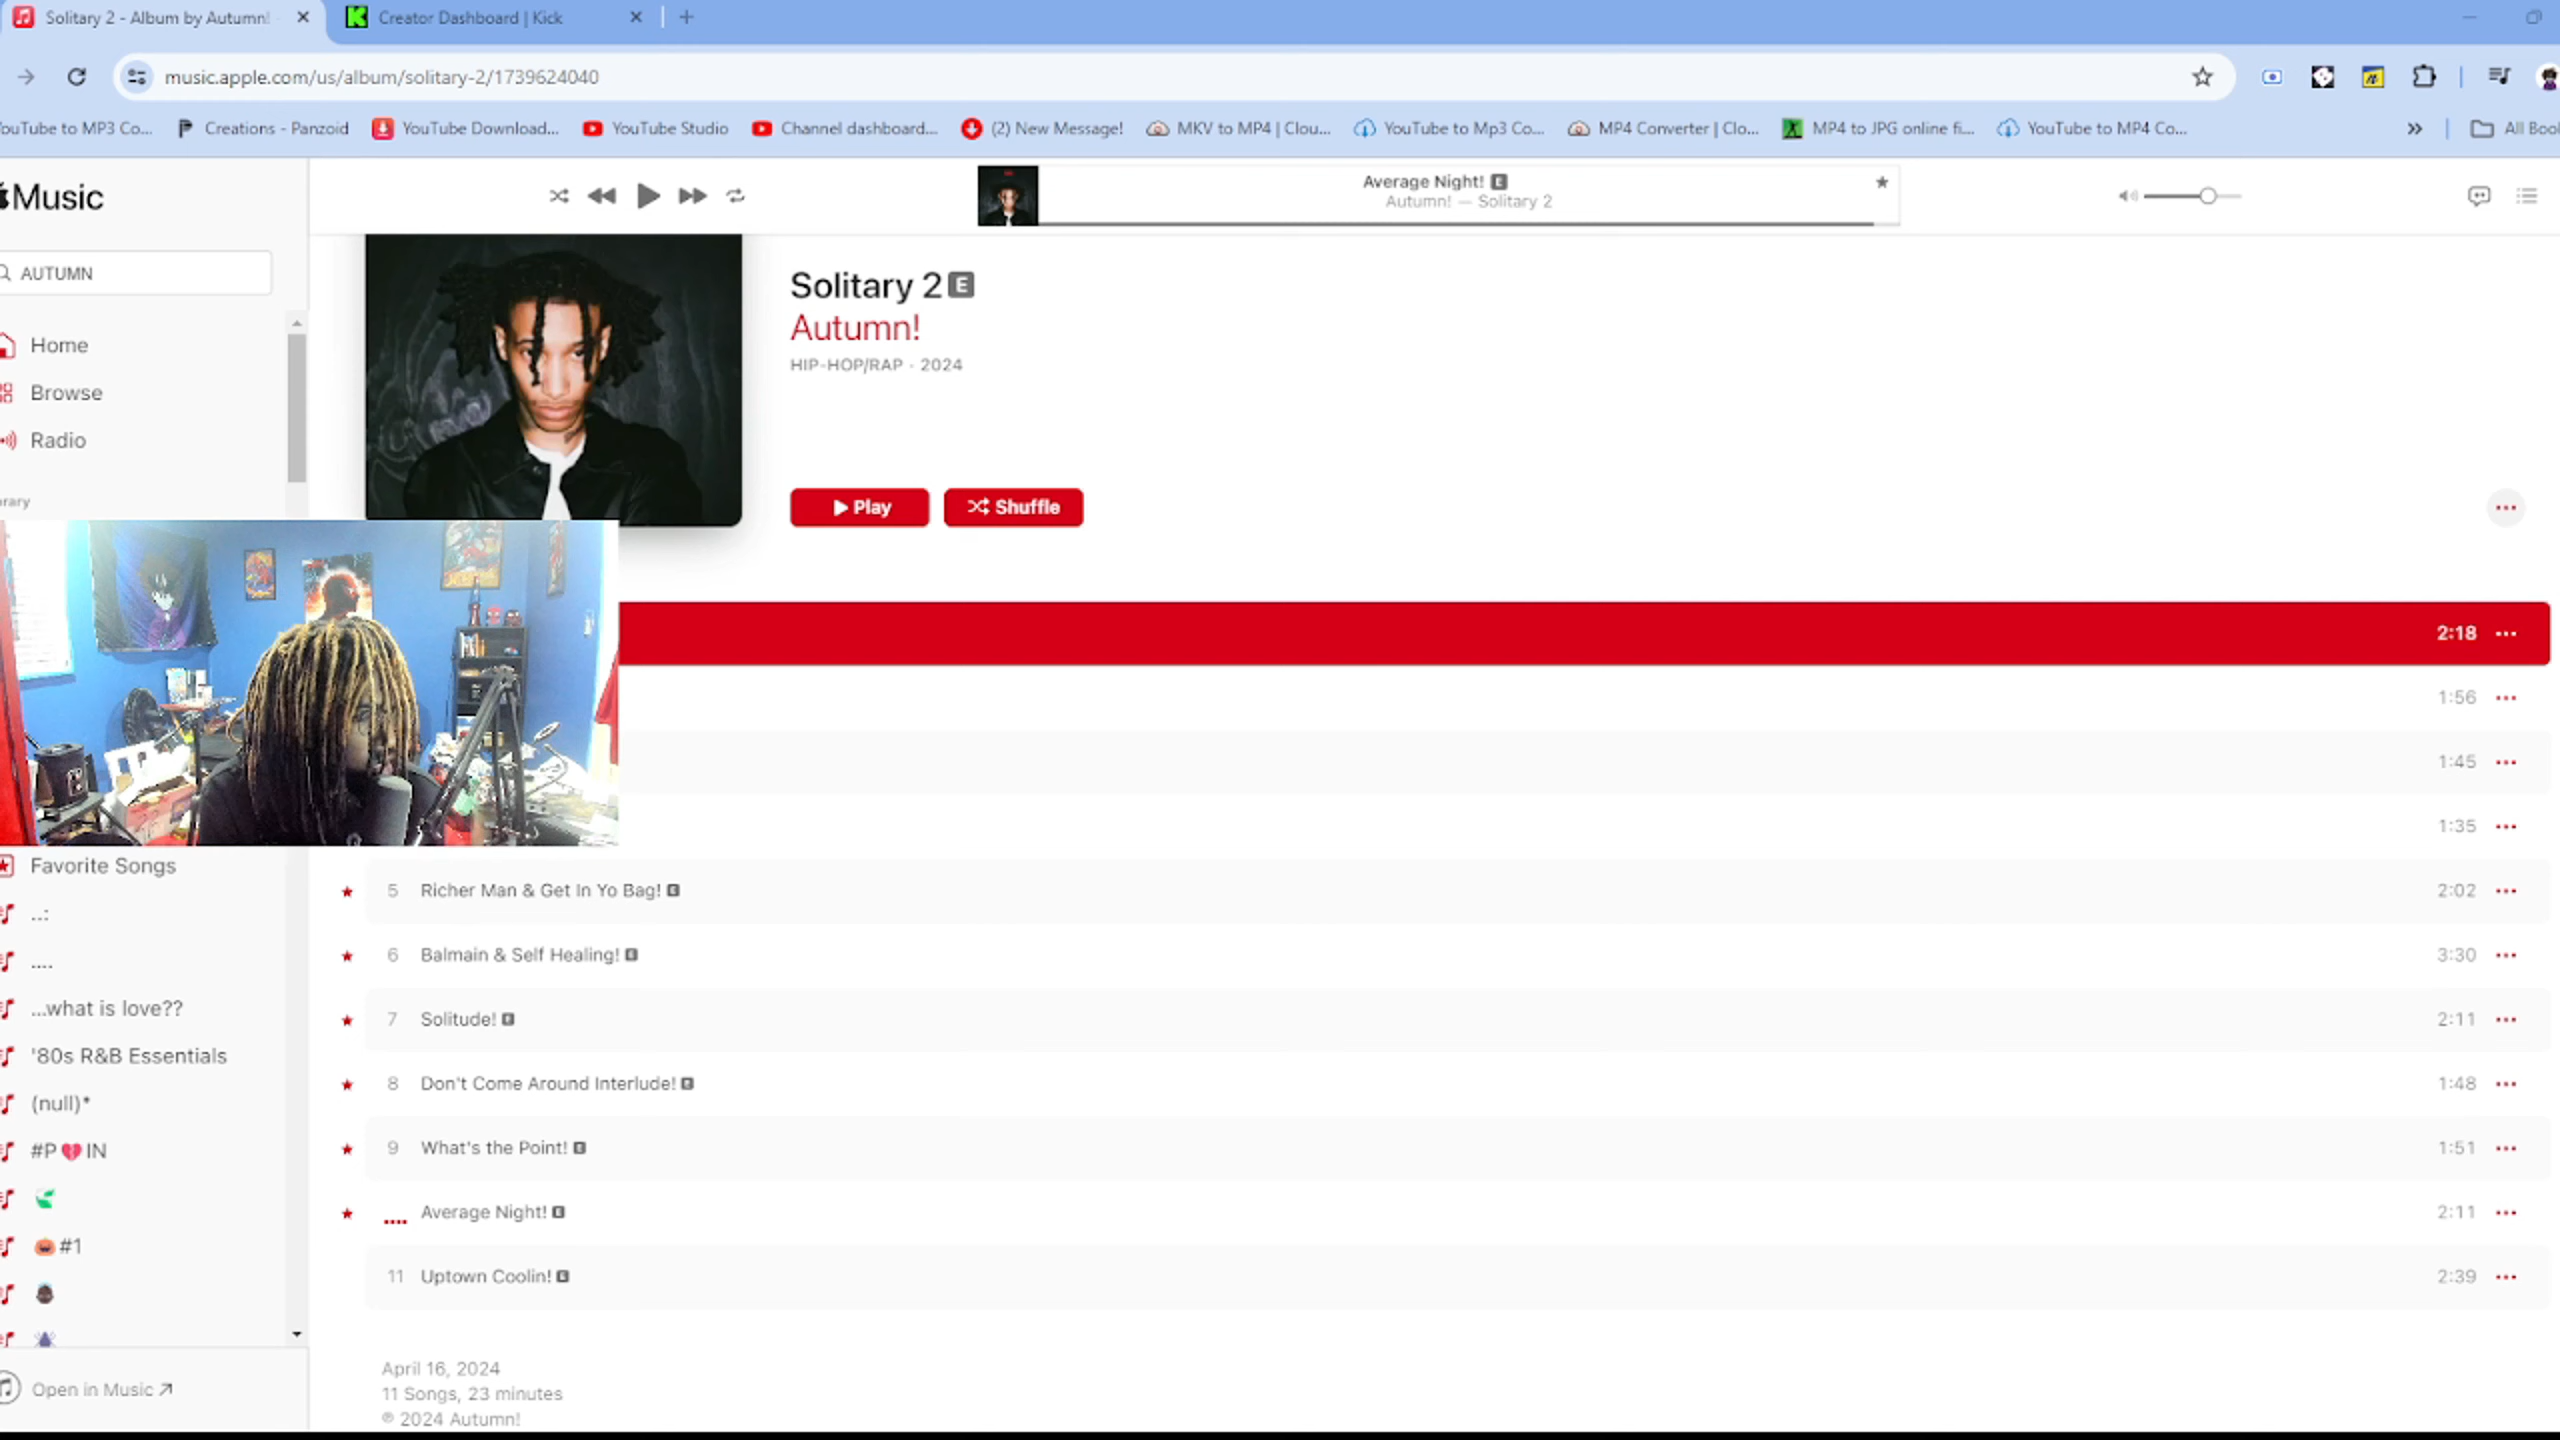 Solitary 2 - Album by Autumn!
Creator Dashboard | Kick
music.apple.com/us/album/solitary-2/1739624040
YouTube to MP3 Co...
Creations - Panzoid
YouTube Download...
YouTube Studio
Channel dashboard...
(2) New Message!
MKV to MP4 | Clou...
YouTube to Mp3 Co...
MP4 Converter | Clo...
MP4 to JPG online fi...
YouTube to MP4 Co...
All Boo
Music
Average Night! E
Autumn! — Solitary 2
AUTUMN
Home
Browse
Radio
rary
Solitary 2 E
Autumn!
HIP-HOP/RAP · 2024
Play
Shuffle
2:18
1:56
1:45
1:35
Favorite Songs
..:
....
...what is love??
'80s R&B Essentials
(null)*
#P💔IN
#1
Open in Music
5 Richer Man & Get In Yo Bag! E 2:02
6 Balmain & Self Healing! E 3:30
7 Solitude! E 2:11
8 Don't Come Around Interlude! E 1:48
9 What's the Point! E 1:51
Average Night! E 2:11
11 Uptown Coolin! E 2:39
April 16, 2024
11 Songs, 23 minutes
℗ 2024 Autumn!